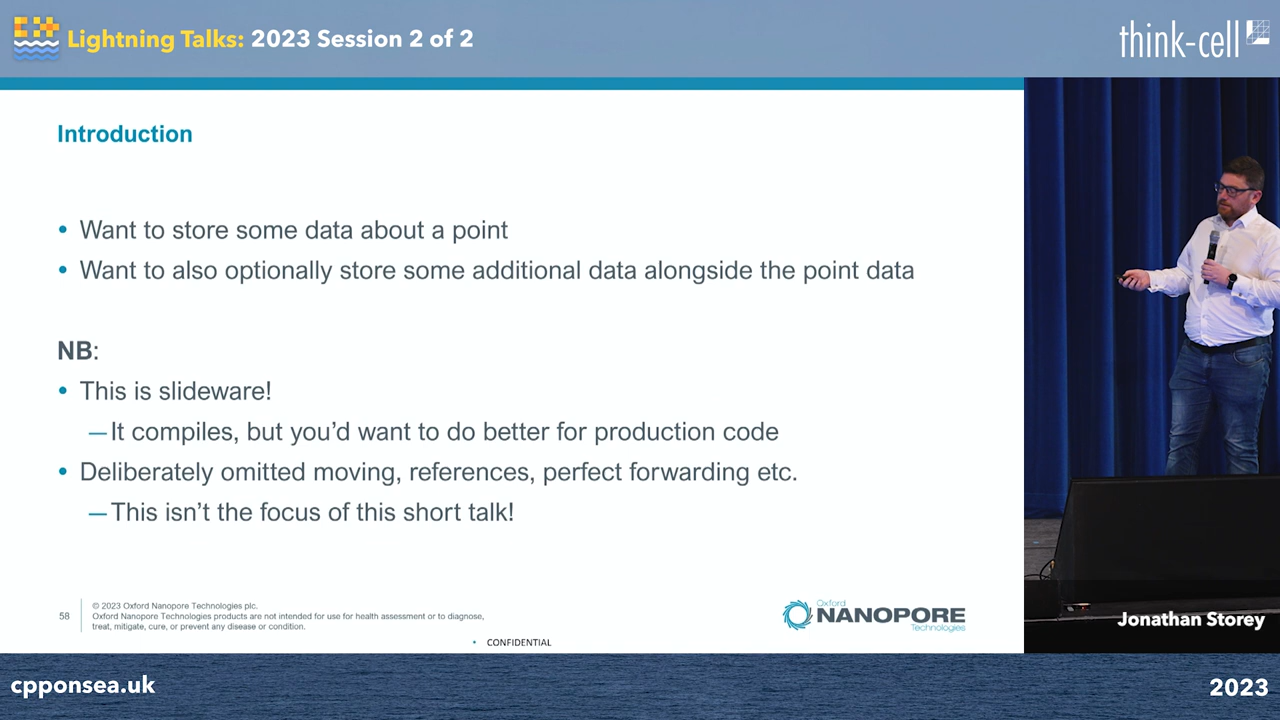 Lightning Talks: 2023 Session 2 of 2
think-cell
Introduction
• Want to store some data about a point
• Want to also optionally store some additional data alongside the point data
NB:
• This is slideware!
— It compiles, but you’d want to do better for production code
• Deliberately omitted moving, references, perfect forwarding etc.
— This isn’t the focus of this short talk!
58
© 2023 Oxford Nanopore Technologies plc.
Oxford Nanopore Technologies products are not intended for use for health assessment or to diagnose,
treat, mitigate, cure, or prevent any disease or condition.
• CONFIDENTIAL
Oxford
NANOPORE
Technologies
Jonathan Storey
cpponsea.uk
2023